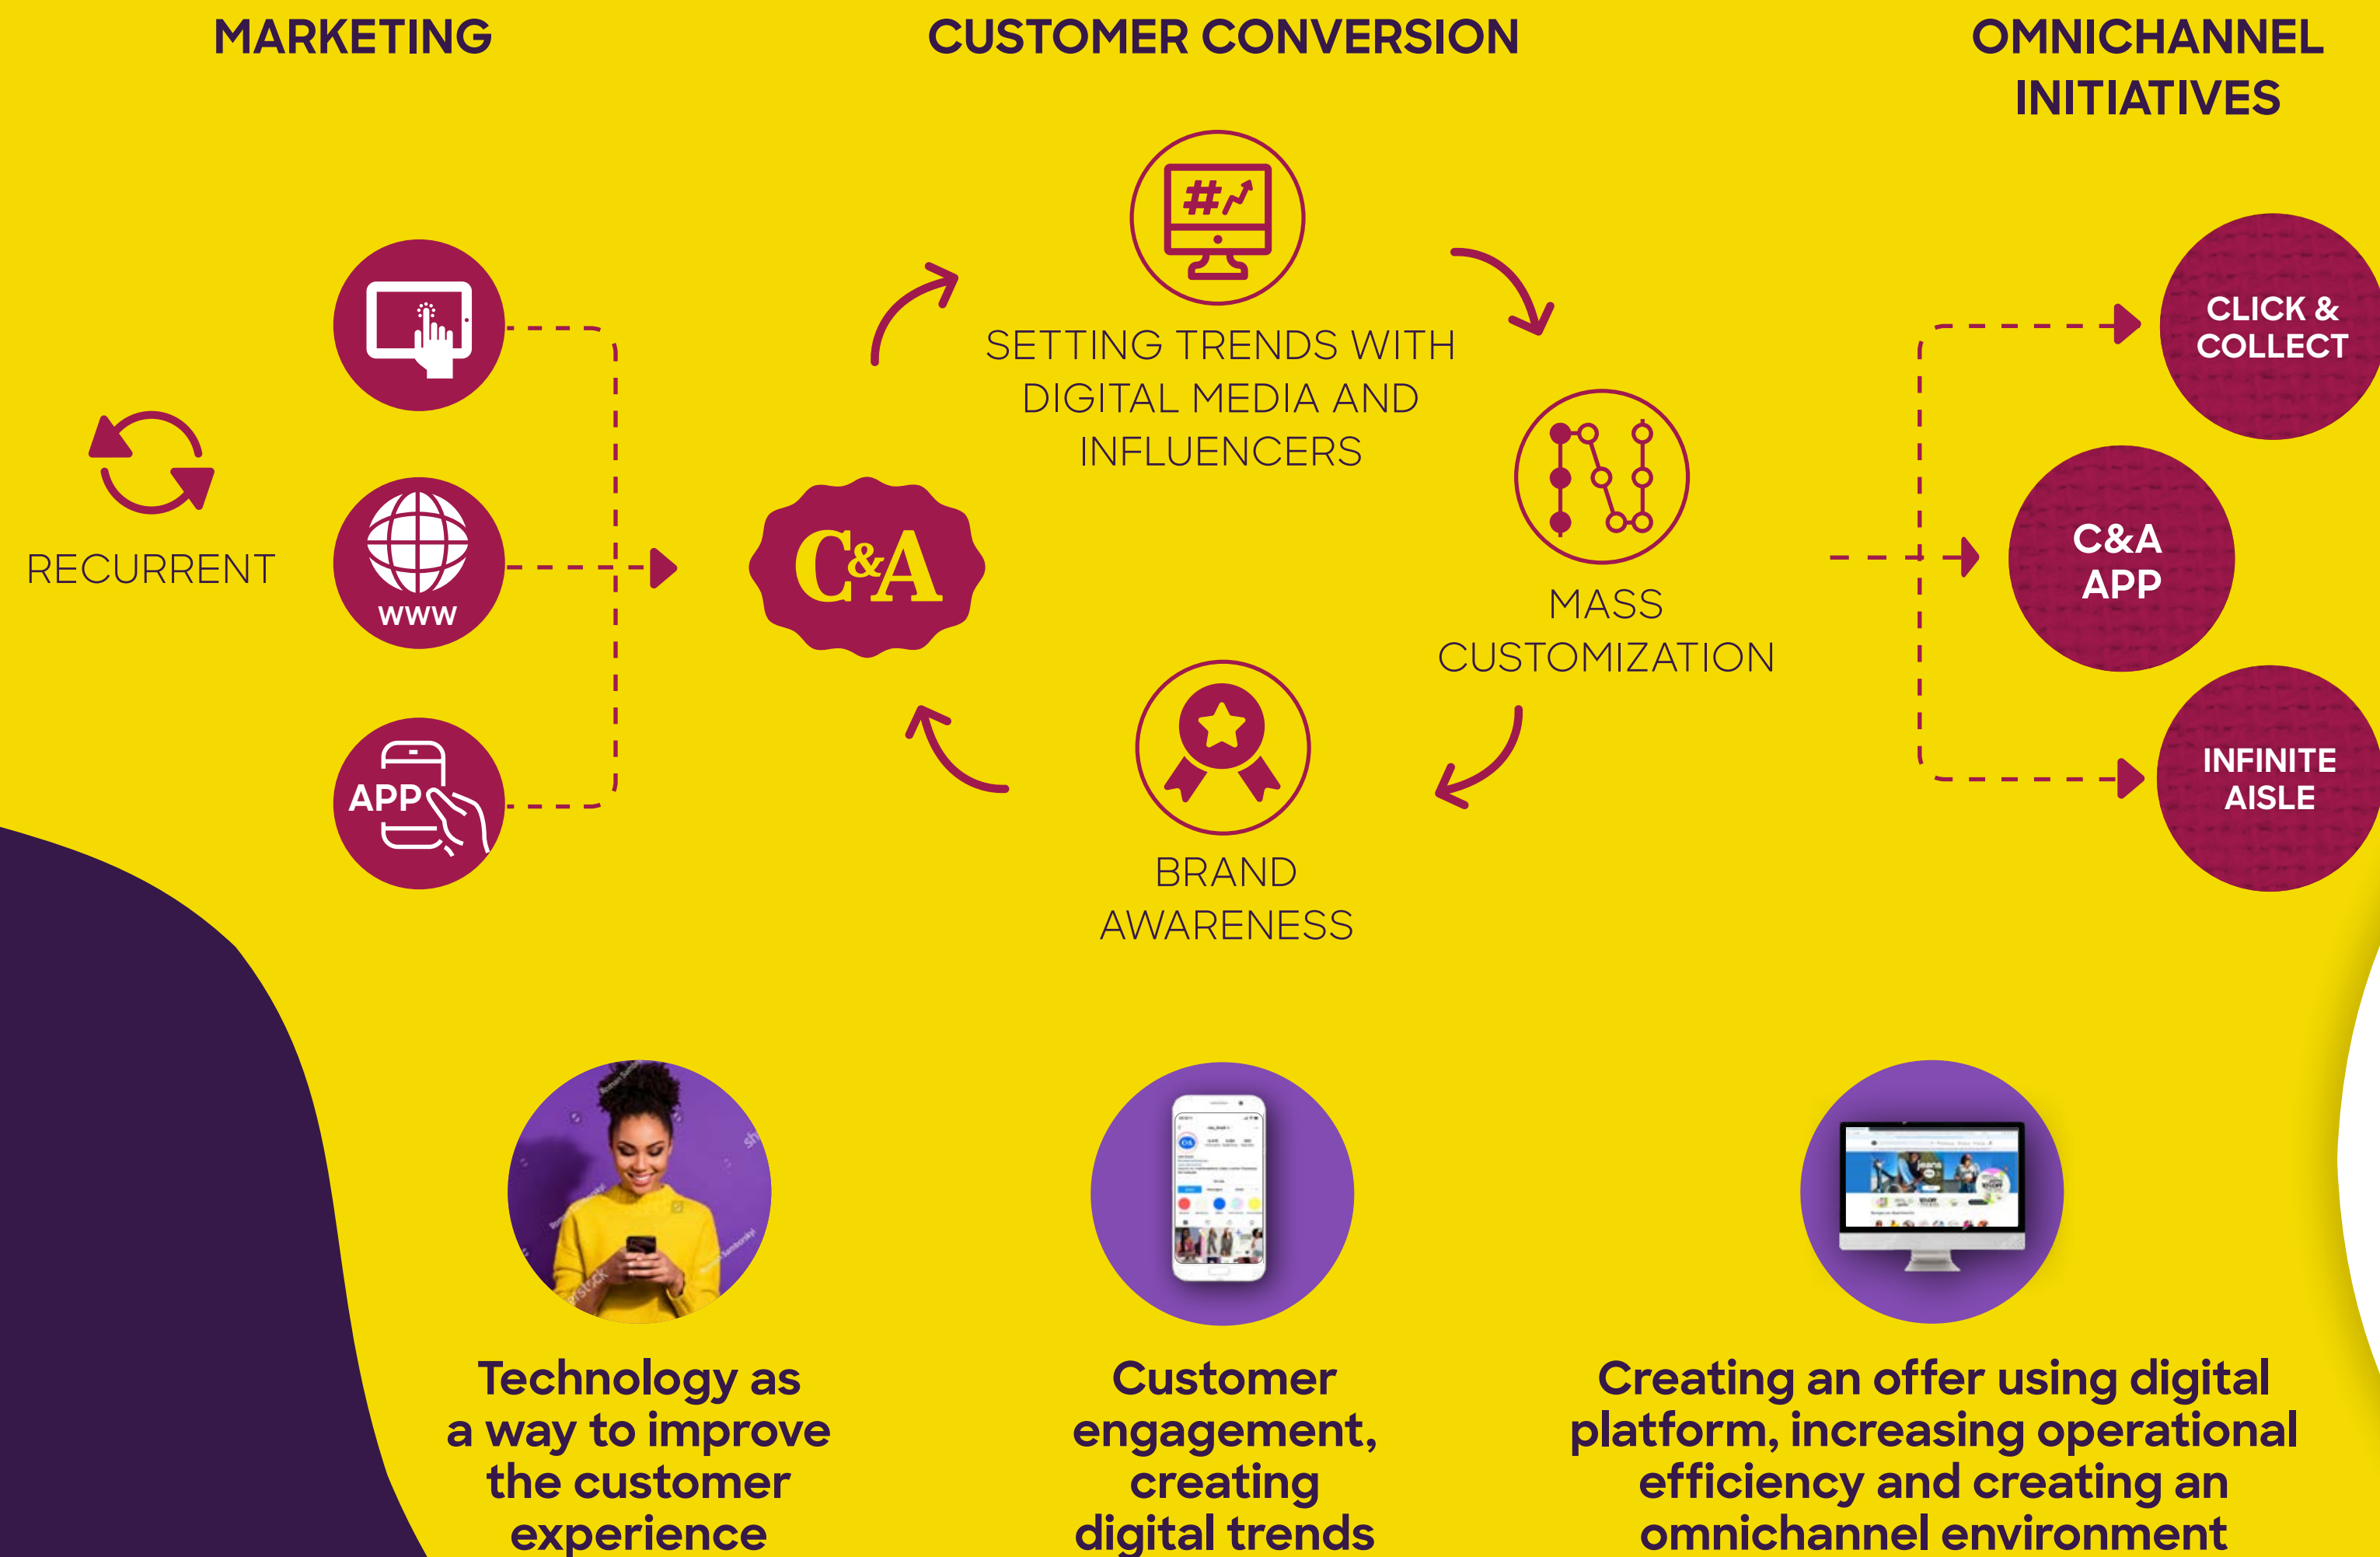 MARKETING
CUSTOMER CONVERSION
OMNICHANNEL
INITIATIVES
#
SETTING TRENDS WITH
DIGITAL MEDIA AND
INFLUENCERS
CLICK &
COLLECT
RECURRENT
WWW
C&A
MASS
CUSTOMIZATION
C&A
APP
APP
BRAND
AWARENESS
INFINITE
AISLE
Technology as
a way to improve
the customer
experience
Customer
engagement,
creating
digital trends
jeans
Creating an offer using digital
platform, increasing operational
efficiency and creating an
omnichannel environment